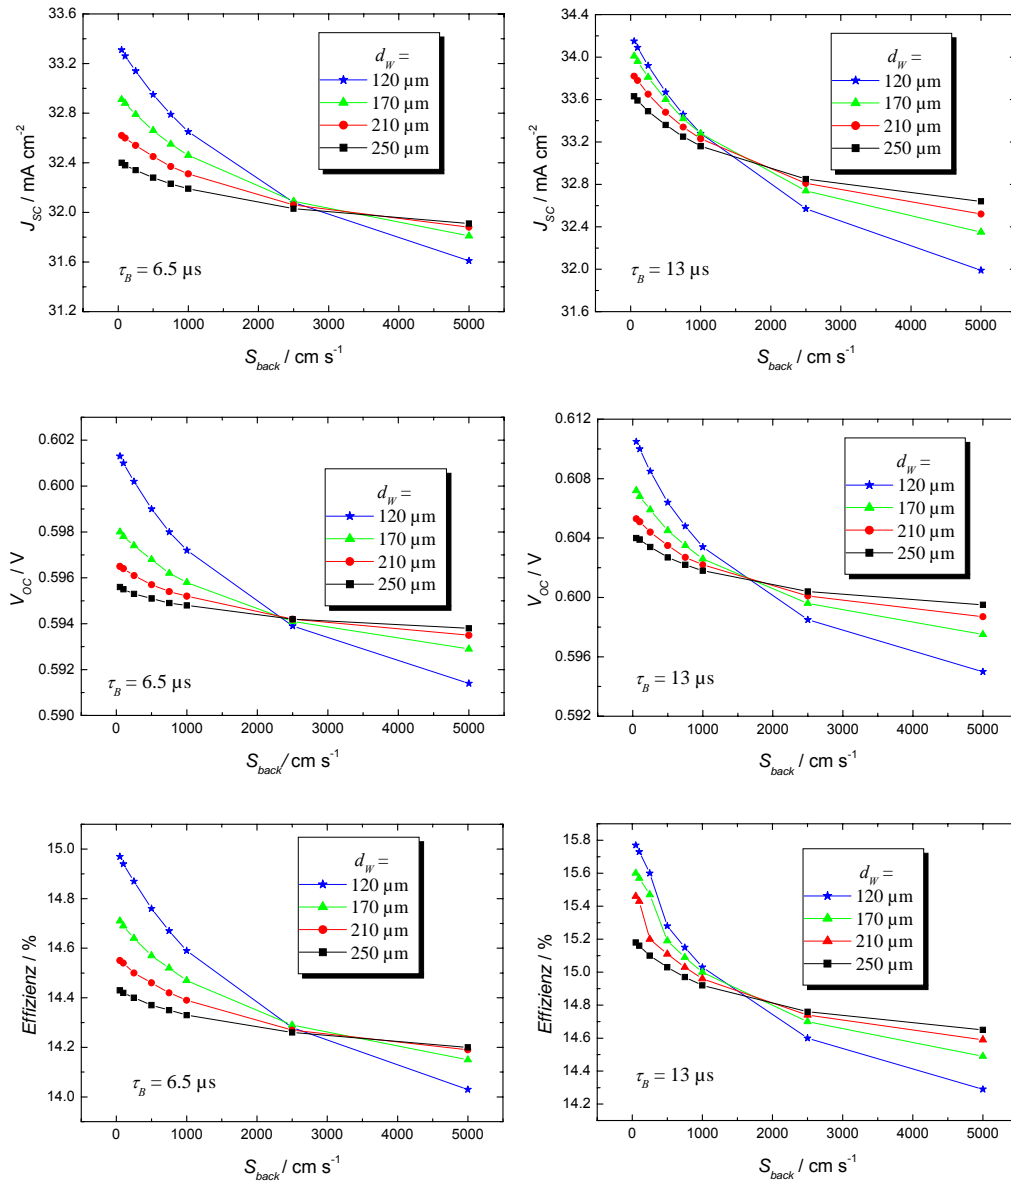 33.6
33.2
32.8
32.4
32.0
31.6
31.2
J_SC / mA cm⁻²
d_W =
120 µm
170 µm
210 µm
250 µm
τ_B = 6.5 µs
0 1000 2000 3000 4000 5000
S_back / cm s⁻¹
34.4
34.0
33.6
33.2
32.8
32.4
32.0
31.6
J_SC / mA cm⁻²
d_W =
120 µm
170 µm
210 µm
250 µm
τ_B = 13 µs
0 1000 2000 3000 4000 5000
S_back / cm s⁻¹
0.602
0.600
0.598
0.596
0.594
0.592
0.590
V_OC / V
d_W =
120 µm
170 µm
210 µm
250 µm
τ_B = 6.5 µs
0 1000 2000 3000 4000 5000
S_back / cm s⁻¹
0.612
0.608
0.604
0.600
0.596
0.592
V_OC / V
d_W =
120 µm
170 µm
210 µm
250 µm
τ_B = 13 µs
0 1000 2000 3000 4000 5000
S_back / cm s⁻¹
15.0
14.8
14.6
14.4
14.2
14.0
Effizienz / %
d_W =
120 µm
170 µm
210 µm
250 µm
τ_B = 6.5 µs
0 1000 2000 3000 4000 5000
S_back / cm s⁻¹
15.8
15.6
15.4
15.2
15.0
14.8
14.6
14.4
14.2
Effizienz / %
d_W =
120 µm
170 µm
210 µm
250 µm
τ_B = 13 µs
0 1000 2000 3000 4000 5000
S_back / cm s⁻¹